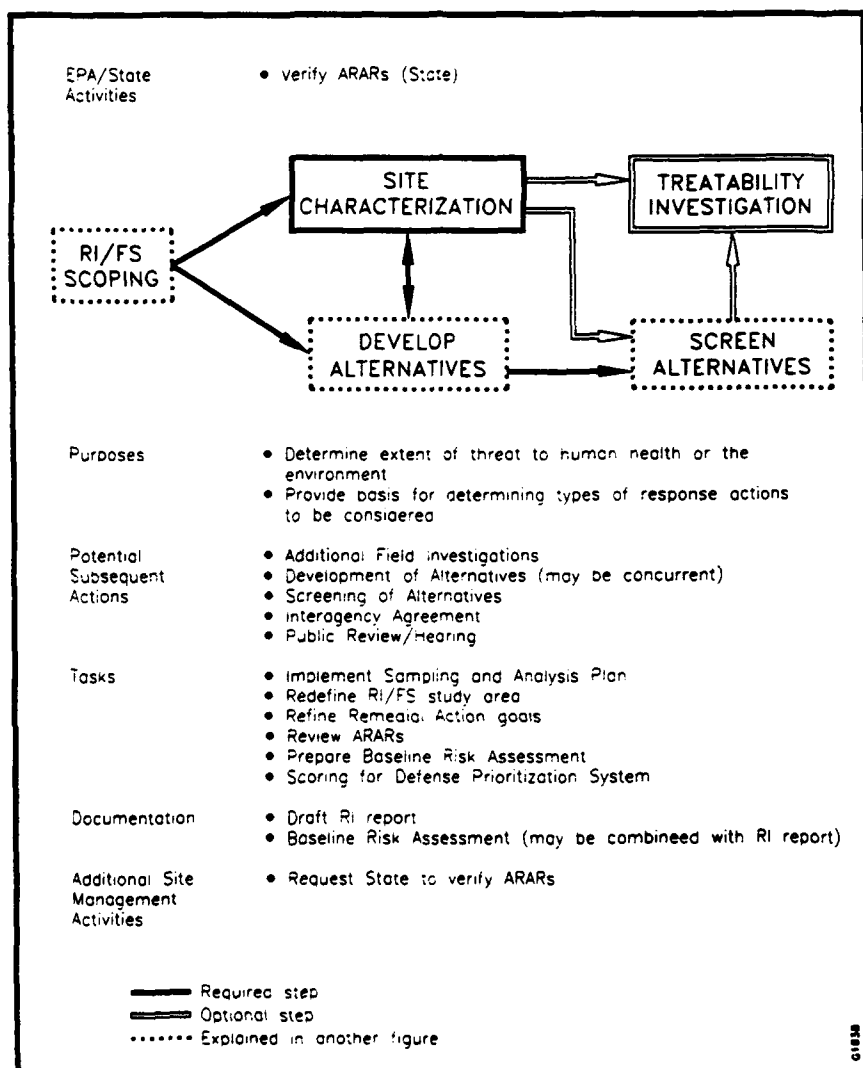 EPA/State
Activities
• verify ARARs (State)
SITE
CHARACTERIZATION
TREATABILITY
INVESTIGATION
RI/FS
SCOPING
DEVELOP
ALTERNATIVES
SCREEN
ALTERNATIVES
Purposes
• Determine extent of threat to human health or the
environment
• Provide basis for determining types of response actions
to be considered
Potential
Subsequent
Actions
• Additional Field investigations
• Development of Alternatives (may be concurrent)
• Screening of Alternatives
• Interagency Agreement
• Public Review/Hearing
Tasks
• Implement Sampling and Analysis Plan
• Redefine RI/FS study area
• Refine Remedial Action goals
• Review ARARs
• Prepare Baseline Risk Assessment
• Scoring for Defense Prioritization System
Documentation
• Draft RI report
• Baseline Risk Assessment (may be combineed with RI report)
Additional Site
Management
Activities
• Request State to verify ARARs
Required step
Optional step
Explained in another figure